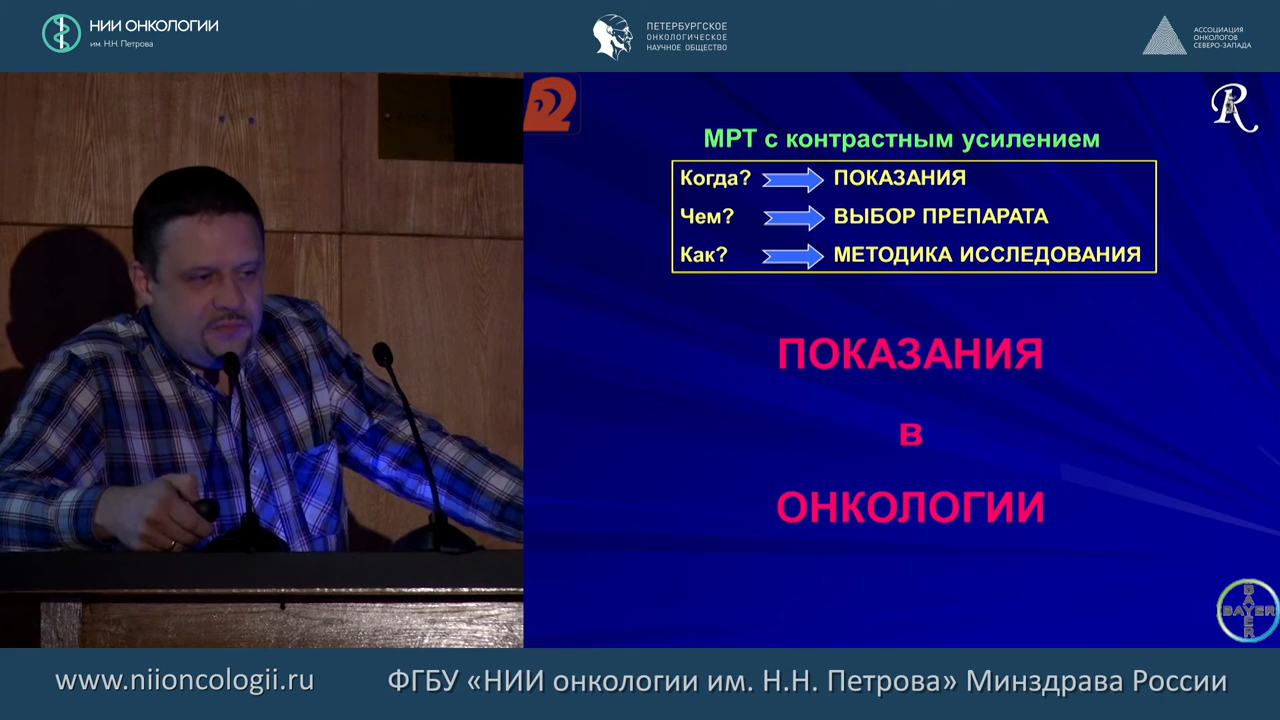 НИИ ОНКОЛОГИИ
им. Н.Н. Петрова
ПЕТЕРБУРГСКОЕ
ОНКОЛОГИЧЕСКОЕ
НАУЧНОЕ ОБЩЕСТВО
АССОЦИАЦИЯ
ОНКОЛОГОВ
СЕВЕРО-ЗАПАДА
МРТ с контрастным усилением
Когда? ПОКАЗАНИЯ
Чем? ВЫБОР ПРЕПАРАТА
Как? МЕТОДИКА ИССЛЕДОВАНИЯ
ПОКАЗАНИЯ
в
ОНКОЛОГИИ
BAYER
BAYER
www.niioncologii.ru
ФГБУ «НИИ онкологии им. Н.Н. Петрова» Минздрава России